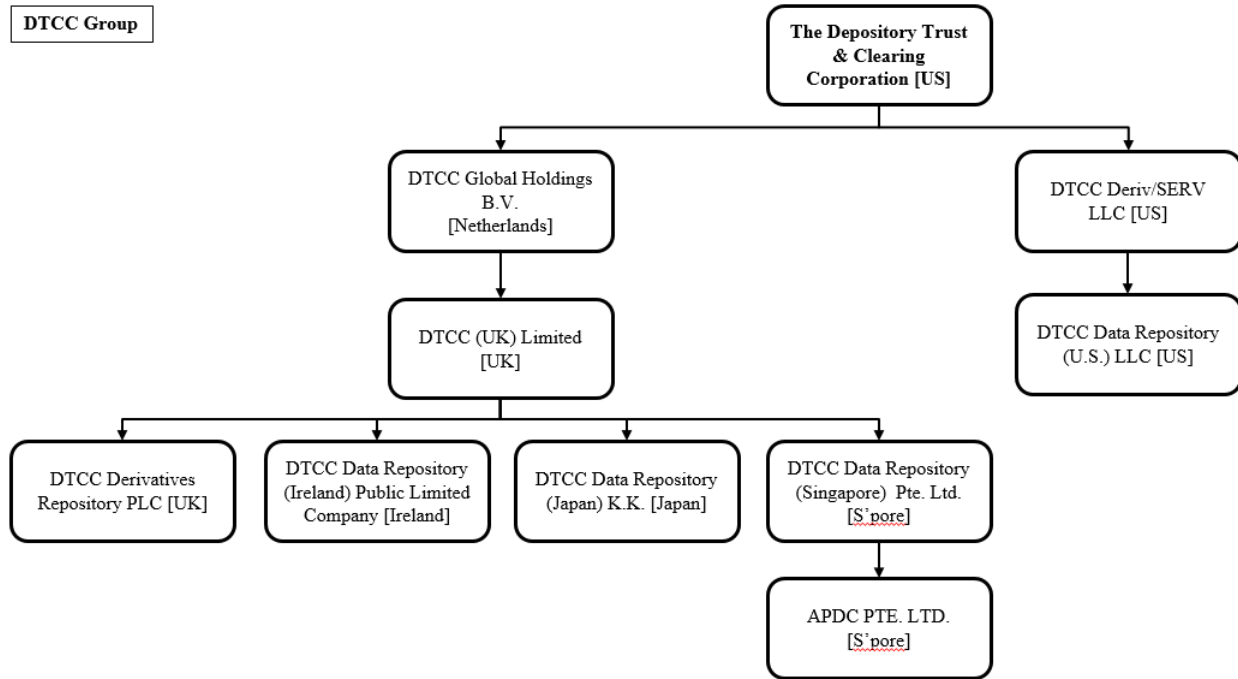 DTCC Group
The Depository Trust
& Clearing
Corporation [US]
DTCC Global Holdings
B.V.
[Netherlands]
DTCC Deriv/SERV
LLC [US]
DTCC (UK) Limited
[UK]
DTCC Data Repository
(U.S.) LLC [US]
DTCC Derivatives
Repository PLC [UK]
DTCC Data Repository
(Ireland) Public Limited
Company [Ireland]
DTCC Data Repository
(Japan) K.K. [Japan]
DTCC Data Repository
(Singapore)  Pte. Ltd.
[S’pore]
APDC PTE. LTD.
[S’pore]